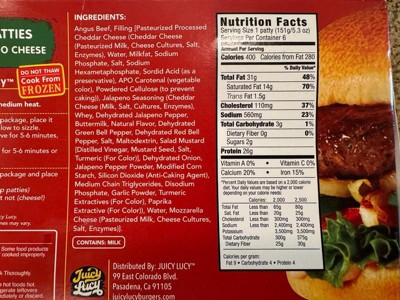 ATTIES
O CHEESE
DO NOT THAW
Cook From
FROZEN
medium heat.
package, place it
low to sizzle.
ve for 5-6 minutes.
for 5-6 minutes or
package and place
p patties)
not (cheese!)
cy Lucy.
mes may vary.
Some food products
cooked improperly.
k Thoroughly.
hot foods hot
gerate leftovers
diately or discard.
INGREDIENTS:
Angus Beef, Filling (Pasteurized Processed
Cheddar Cheese (Cheddar Cheese
(Pasteurized Milk, Cheese Cultures, Salt,
Enzymes), Water, Milkfat, Sodium
Phosphate, Salt, Sodium
Hexametaphosphate, Sordid Acid (as a
preservative), APO Carotenal (vegetable
color), Powdered Cellulose (to prevent
caking)), Jalapeno Seasoning (Cheddar
Cheese (Milk, Salt, Cultures, Enzymes),
Whey, Dehydrated Jalapeno Pepper,
Buttermilk, Natural Flavor, Dehydrated
Green Bell Pepper, Dehydrated Red Bell
Pepper, Salt, Maltodextrin, Salad Mustard
(Distilled Vinegar, Mustard Seed, Salt,
Turmeric (For Color)], Dehydrated Onion,
Jalapeno Pepper Powder, Modified Corn
Starch, Silicon Dioxide (Anti-Caking Agent),
Medium Chain Triglycerides, Disodium
Phosphate, Garlic Powder, Turmeric
Extractives (For Color), Paprika
Extractive (For Color)), Water, Mozzarella
Cheese (Pasteurized Milk, Cheese Cultures,
Salt, Enzymes)].
CONTAINS: MILK
Juicy
Lucy
Distributed By: JUICY LUCY™
99 East Colorado Blvd.
Pasadena, CA 91105
juicylucyburgers.com
Nutrition Facts
Serving Size 1 patty (151g/5.3 oz)
Servings Per Container 6
Amount Per Serving
Calories 400 Calories from Fat 280
% Daily Value*
Total Fat 31g 48%
Saturated Fat 14g 70%
Trans Fat 1.5g
Cholesterol 110mg 37%
Sodium 560mg 23%
Total Carbohydrate 3g 1%
Dietary Fiber 0g 0%
Sugars 2g
Protein 26g
Vitamin A 0% • Vitamin C 0%
Calcium 20% • Iron 15%
*Percent Daily Values are based on a 2,000 calorie
diet. Your daily values may be higher or lower
depending on your calorie needs:
Calories: 2,000 2,500
Total Fat Less than 65g 80g
Sat. Fat Less than 20g 25g
Cholesterol Less than 300mg 300mg
Sodium Less than 2,400mg 2,400mg
Potassium 3,500mg 3,500mg
Total Carbohydrate 300g 375g
Dietary Fiber 25g 30g
Calories per gram:
Fat 9 • Carbohydrate 4 • Protein 4